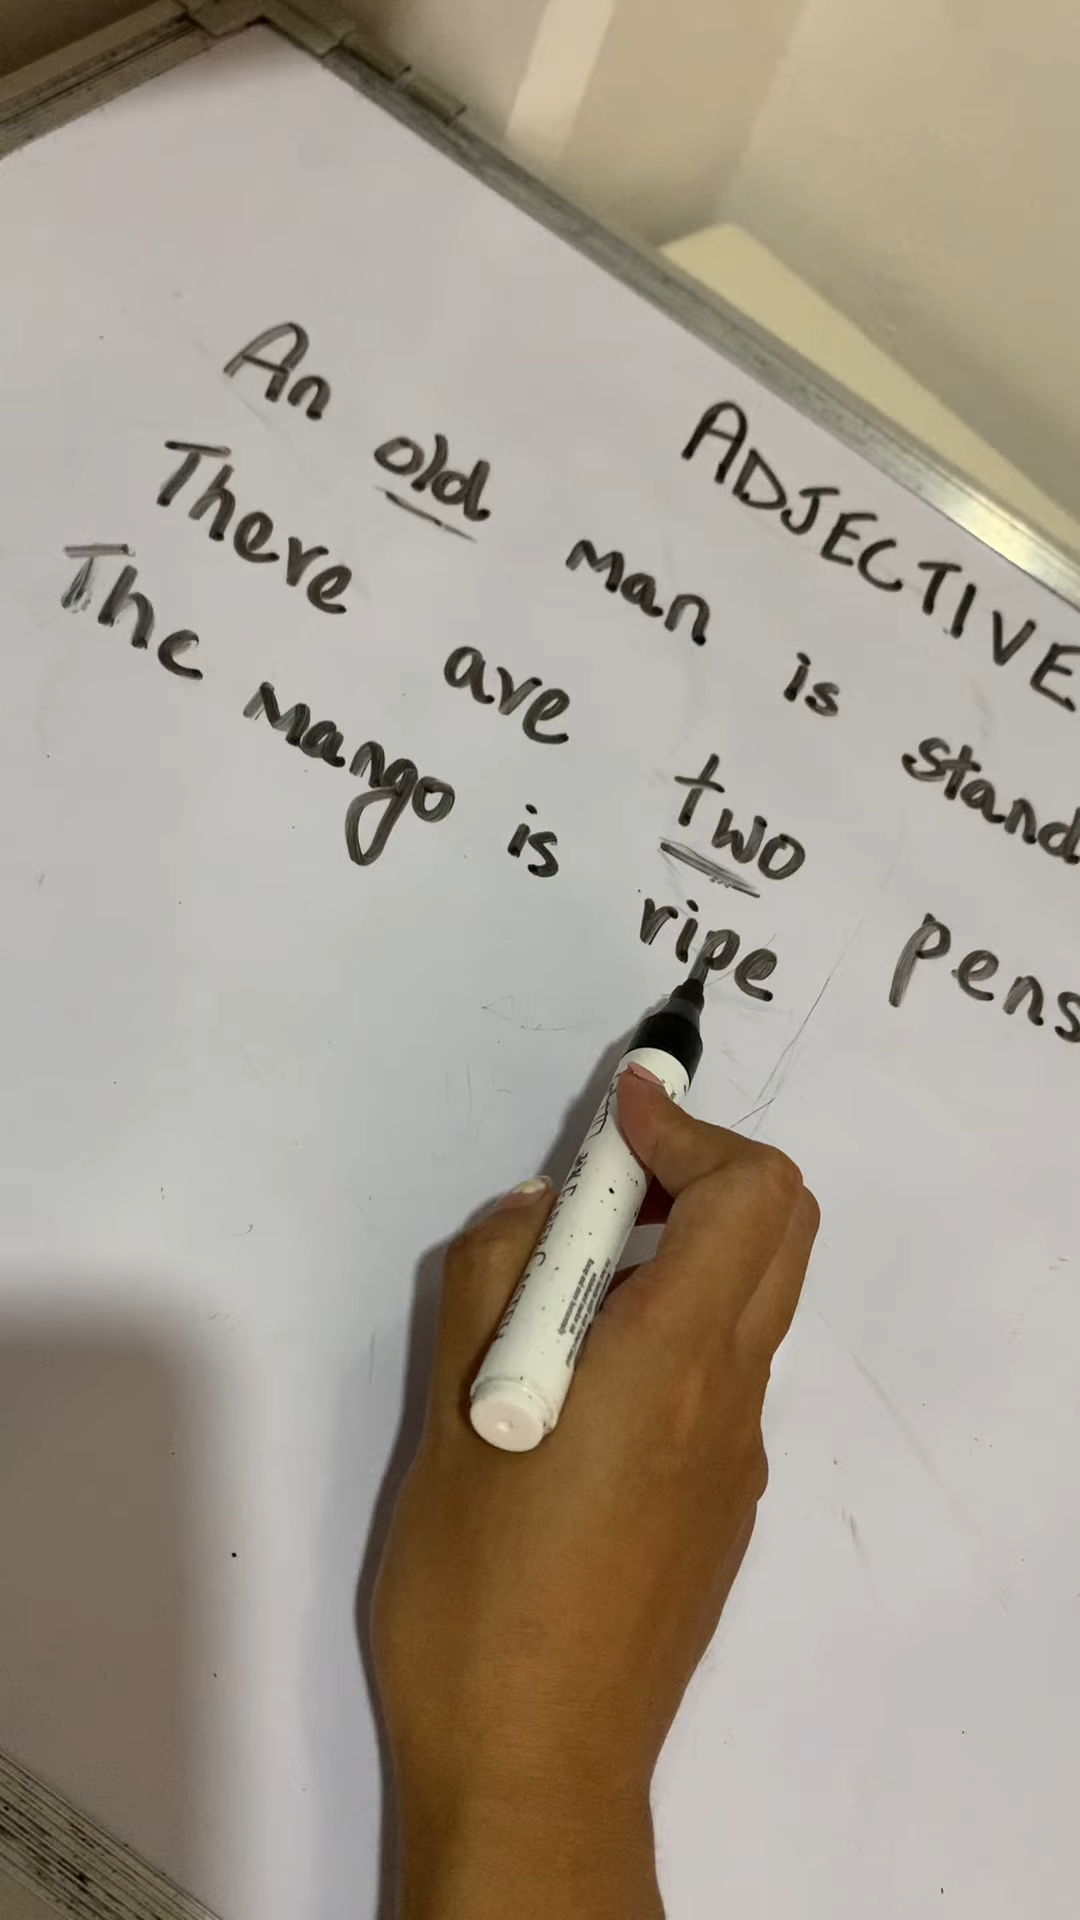 ADJECTIVE
An old man is stand
There are two pens
The mango is ripe